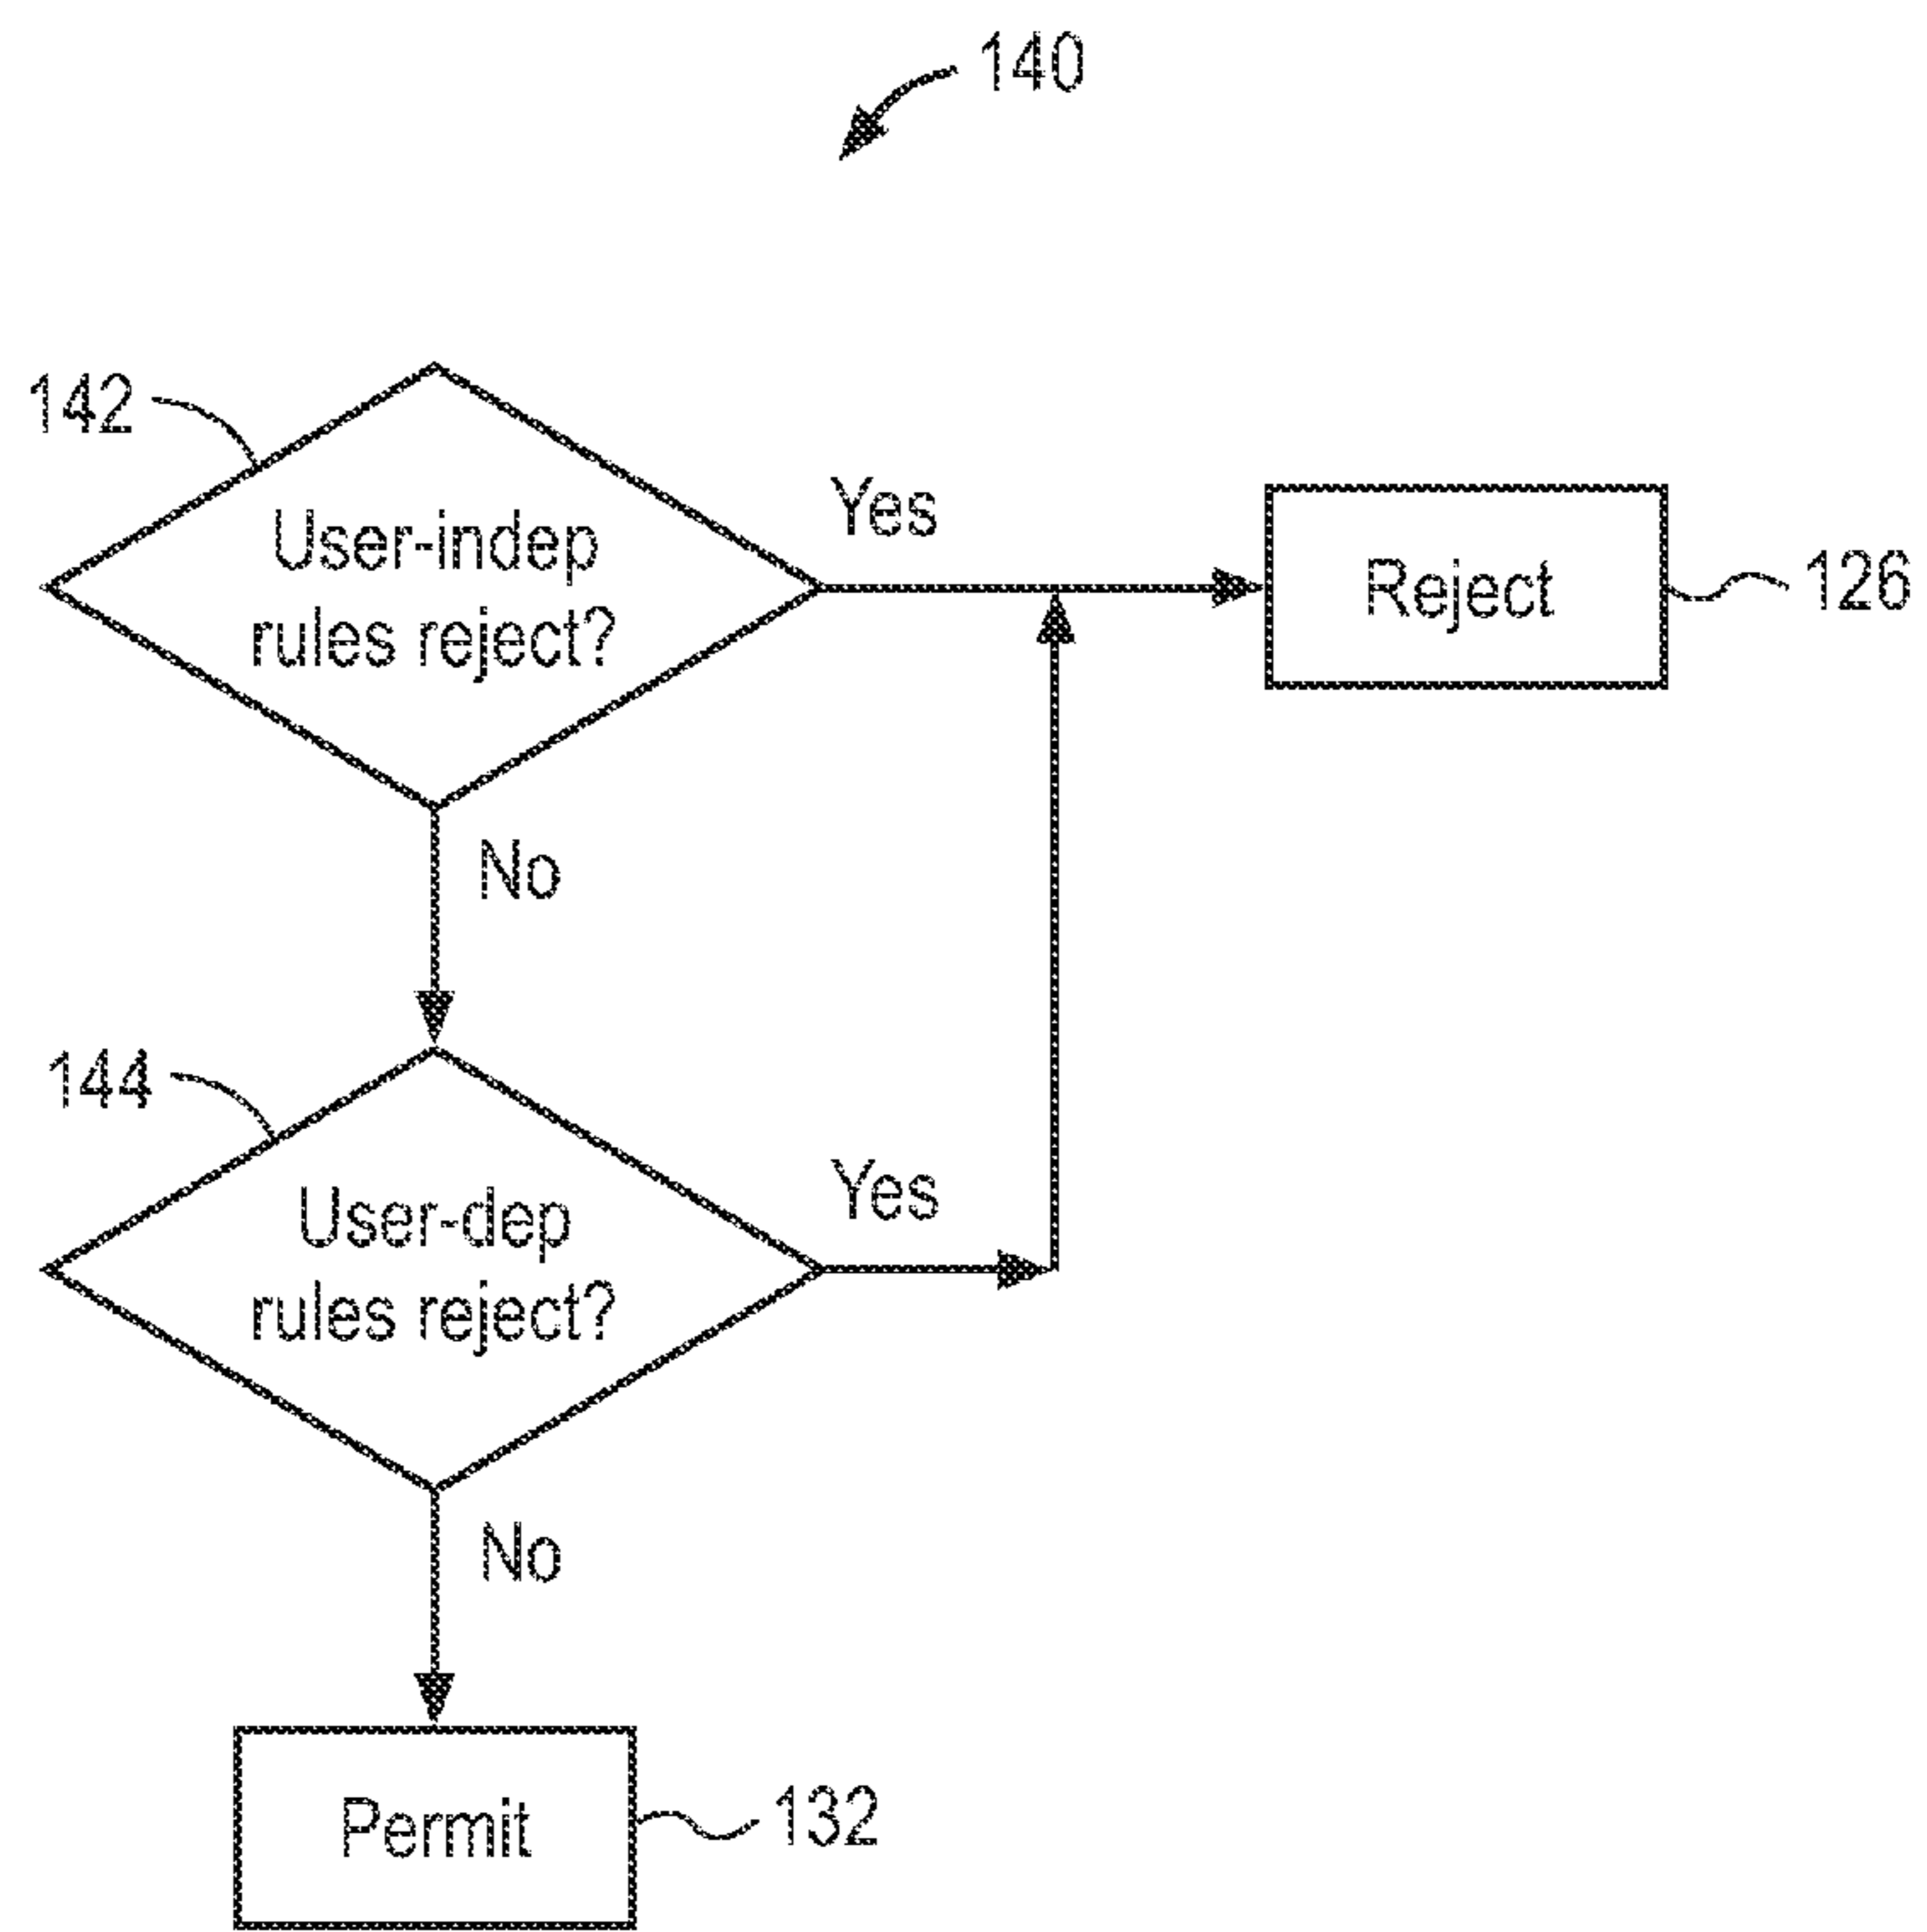 140
142
User-indep
rules reject?
Yes
Reject
126
No
144
User-dep
rules reject?
Yes
No
Permit
132